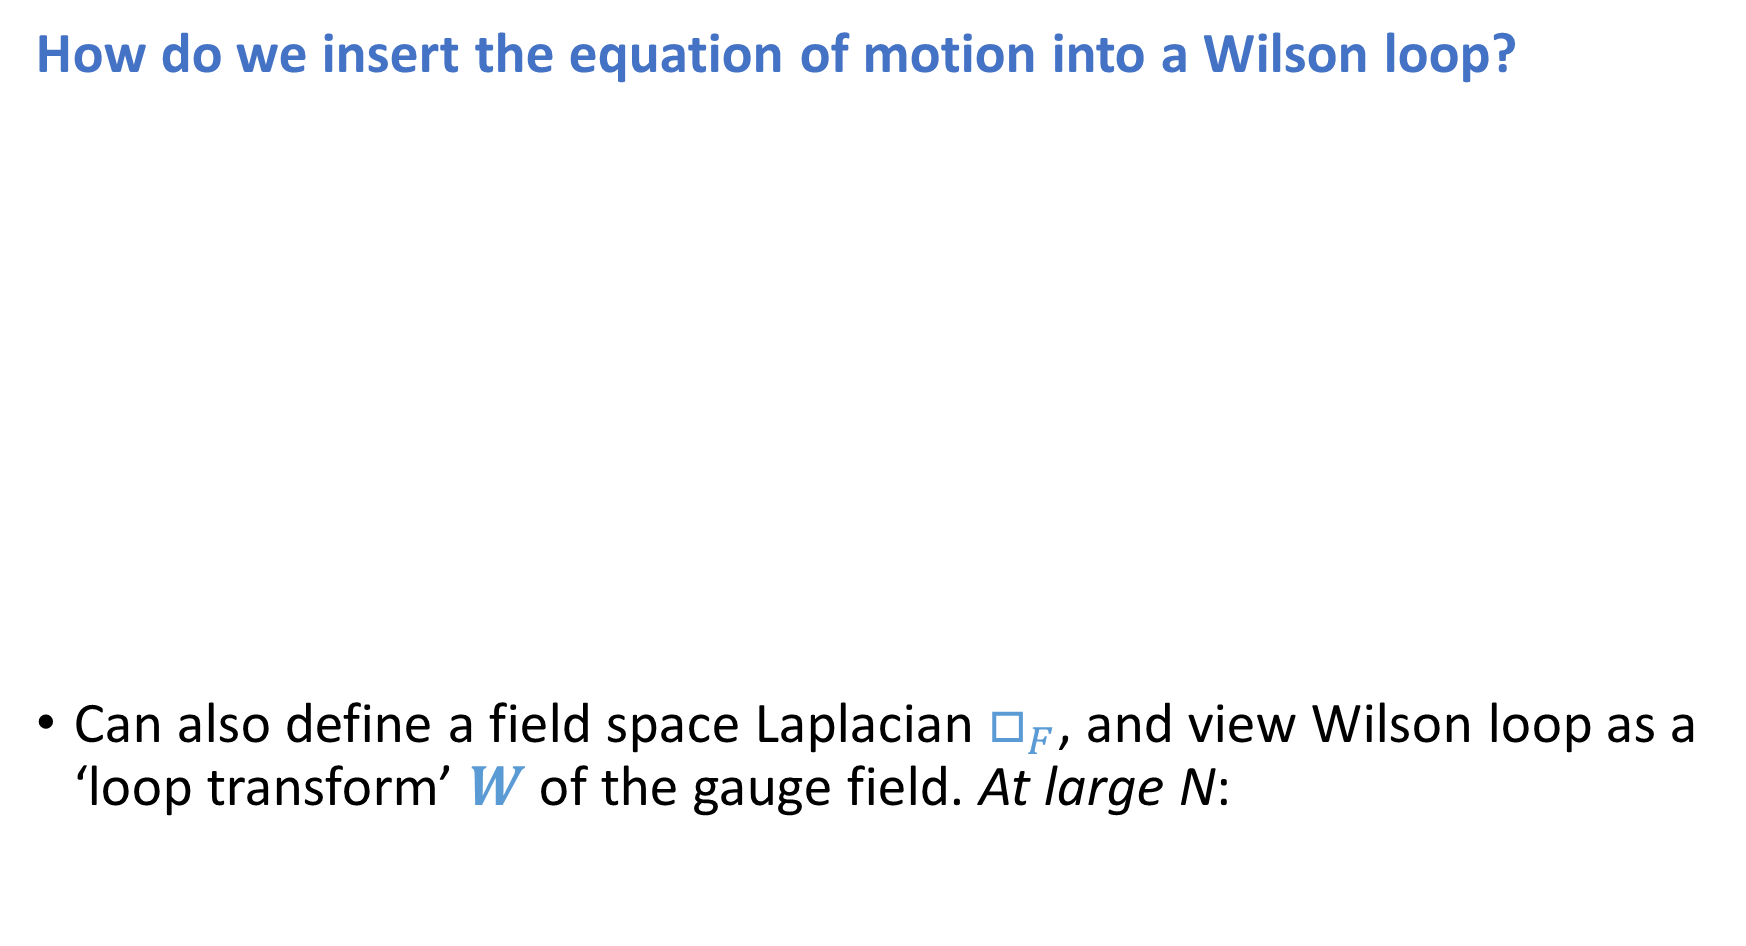 How do we insert the equation of motion into a Wilson loop?
• Can also define a field space Laplacian □_F, and view Wilson loop as a
‘loop transform’ W of the gauge field. At large N: